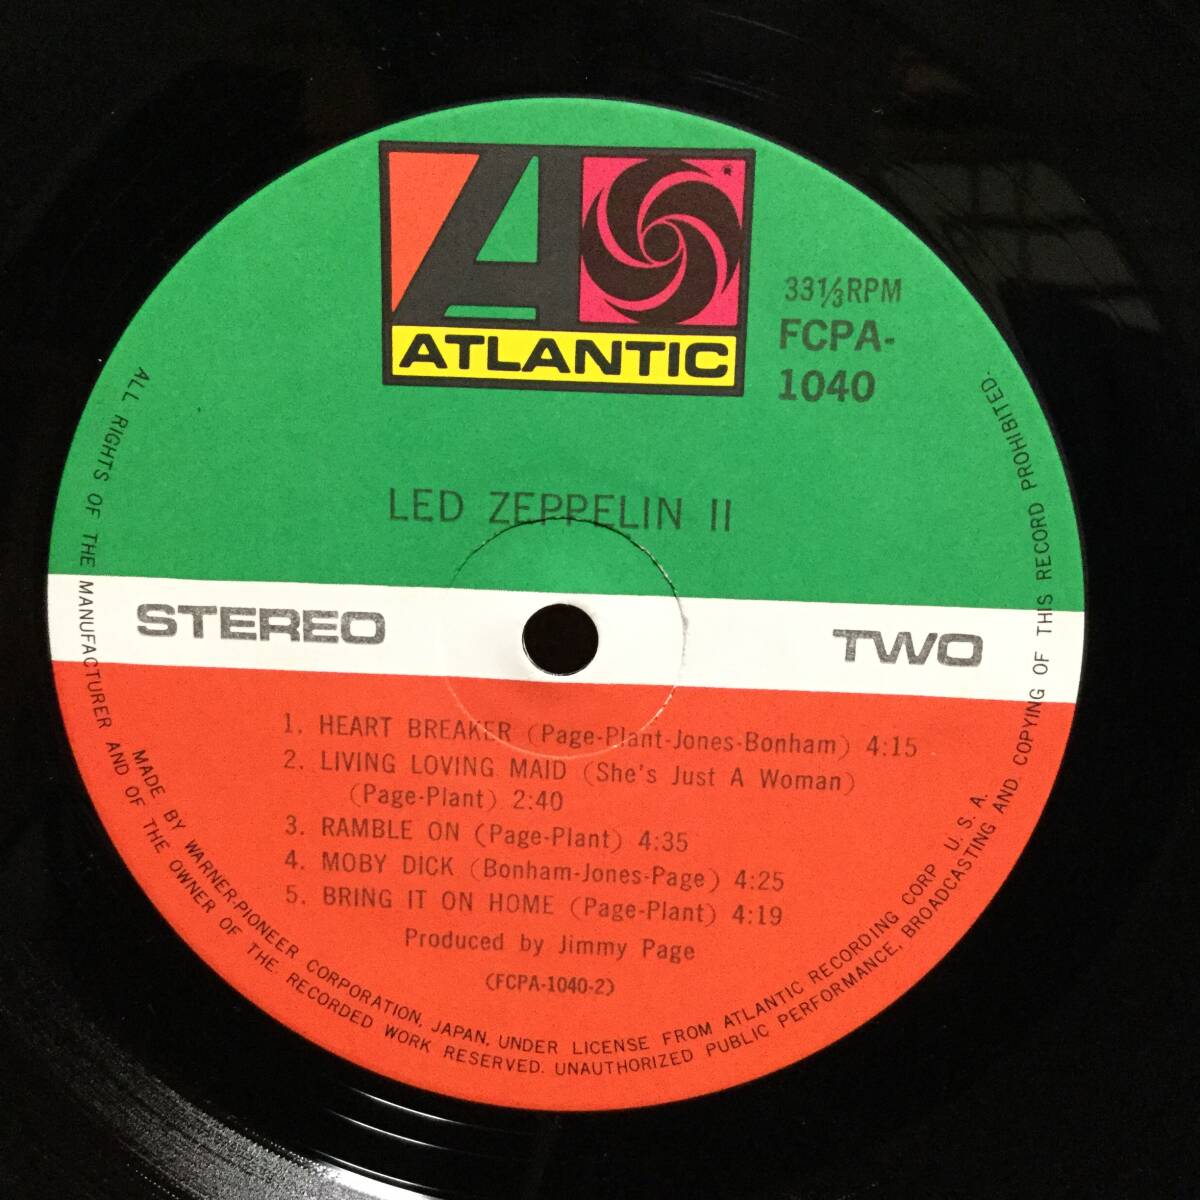 ATLANTIC
33 1/3 RPM
FCPA-
1040
LED ZEPPELIN II
STEREO
TWO
1. HEART BREAKER (Page-Plant-Jones-Bonham) 4:15
2. LIVING LOVING MAID (She's Just A Woman)
(Page-Plant) 2:40
3. RAMBLE ON (Page-Plant) 4:35
4. MOBY DICK (Bonham-Jones-Page) 4:25
5. BRING IT ON HOME (Page-Plant) 4:19
Produced by Jimmy Page
(FCPA-1040-2)
MADE BY WARNER-PIONEER CORPORATION, JAPAN, UNDER LICENSE FROM ATLANTIC RECORDING CORP. U. S. A.
ALL RIGHTS OF THE MANUFACTURER AND OF THE OWNER OF THE RECORDED WORK RESERVED. UNAUTHORIZED PUBLIC PERFORMANCE, BROADCASTING AND COPYING OF THIS RECORD PROHIBITED.